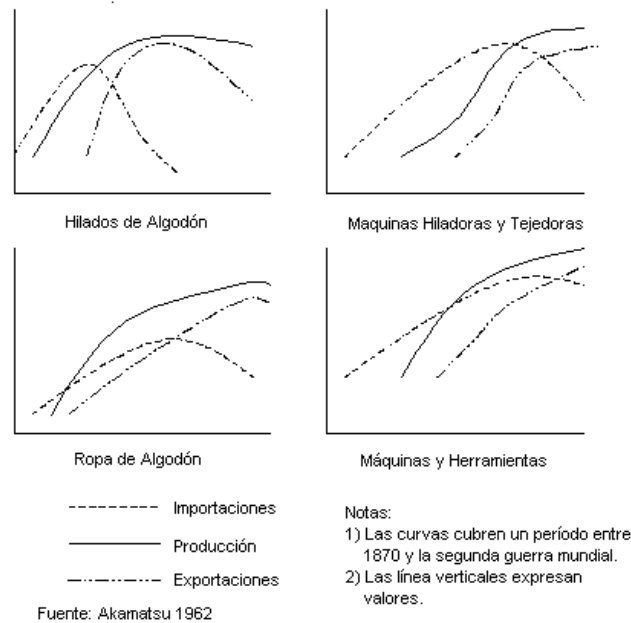 Hilados de Algodón
Maquinas Hiladoras y Tejedoras
Ropa de Algodón
Máquinas y Herramientas
Importaciones
Producción
Exportaciones
Fuente: Akamatsu 1962
Notas:
1) Las curvas cubren un período entre
1870 y la segunda guerra mundial.
2) Las línea verticales expresan
valores.